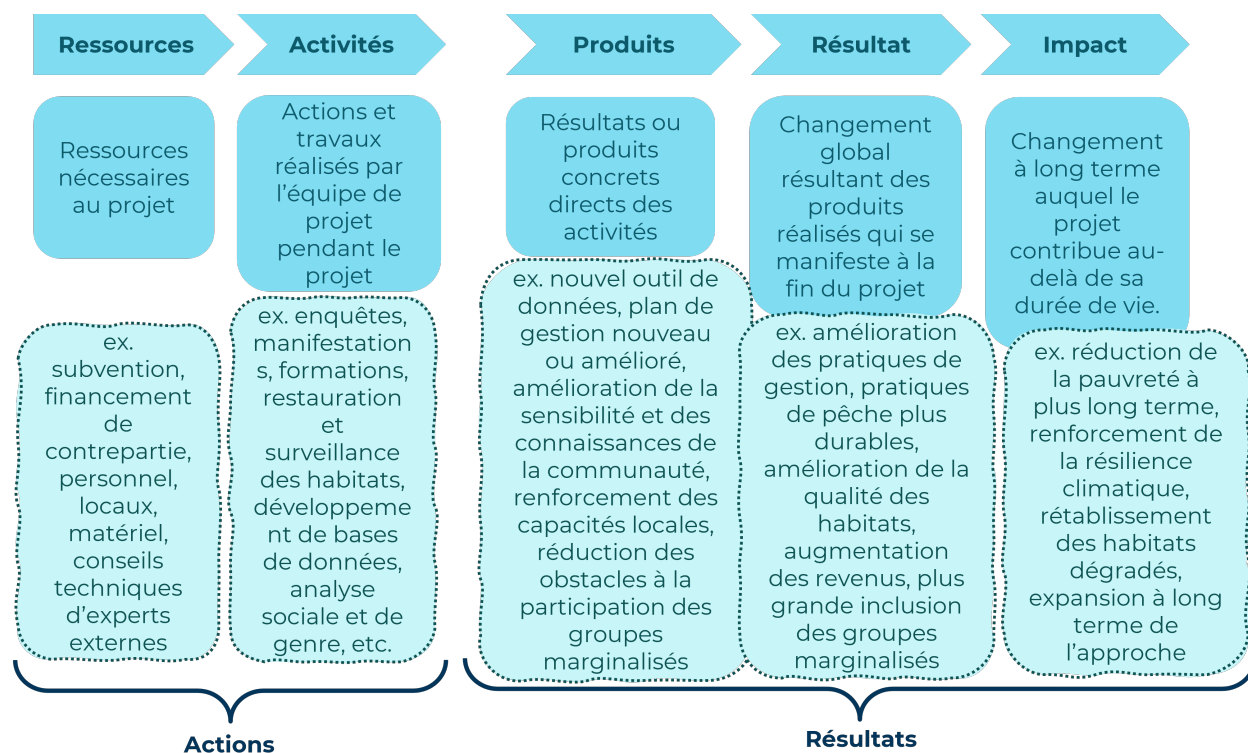 Ressources
Activités
Produits
Résultat
Impact
Ressources
nécessaires
au projet
Actions et
travaux
réalisés par
l'équipe de
projet
pendant le
projet
Résultats ou
produits
concrets
directs des
activités
Changement
global
résultant des
produits
réalisés qui se
manifeste à la
fin du projet
Changement
à long terme
auquel le
projet
contribue au-
delà de sa
durée de vie.
ex.
subvention,
financement
de
contrepartie,
personnel,
locaux,
matériel,
conseils
techniques
d'experts
externes
ex. enquêtes,
manifestation
s, formations,
restauration
et
surveillance
des habitats,
développeme
nt de bases
de données,
analyse
sociale et de
genre, etc.
ex. nouvel outil de
données, plan de
gestion nouveau
ou amélioré,
amélioration de la
sensibilité et des
connaissances de
la communauté,
renforcement des
capacités locales,
réduction des
obstacles à la
participation des
groupes
marginalisés
ex. amélioration
des pratiques de
gestion, pratiques
de pêche plus
durables,
amélioration de la
qualité des
habitats,
augmentation
des revenus, plus
grande inclusion
des groupes
marginalisés
ex. réduction de
la pauvreté à
plus long terme,
renforcement de
la résilience
climatique,
rétablissement
des habitats
dégradés,
expansion à long
terme de
l'approche
Actions
Résultats